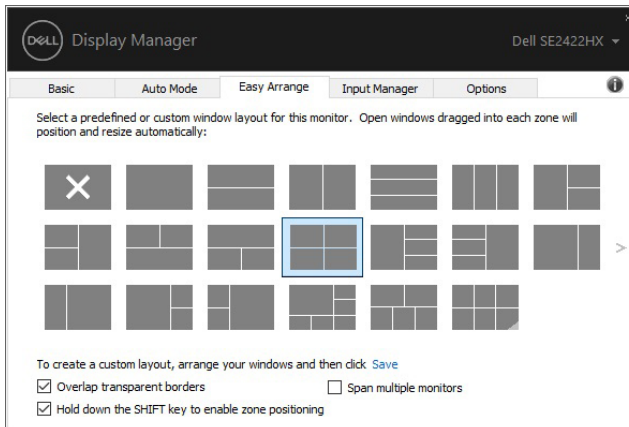 DELL Display Manager
Dell SE2422HX
Basic
Auto Mode
Easy Arrange
Input Manager
Options
Select a predefined or custom window layout for this monitor. Open windows dragged into each zone will
position and resize automatically:
To create a custom layout, arrange your windows and then click Save
Overlap transparent borders
Span multiple monitors
Hold down the SHIFT key to enable zone positioning